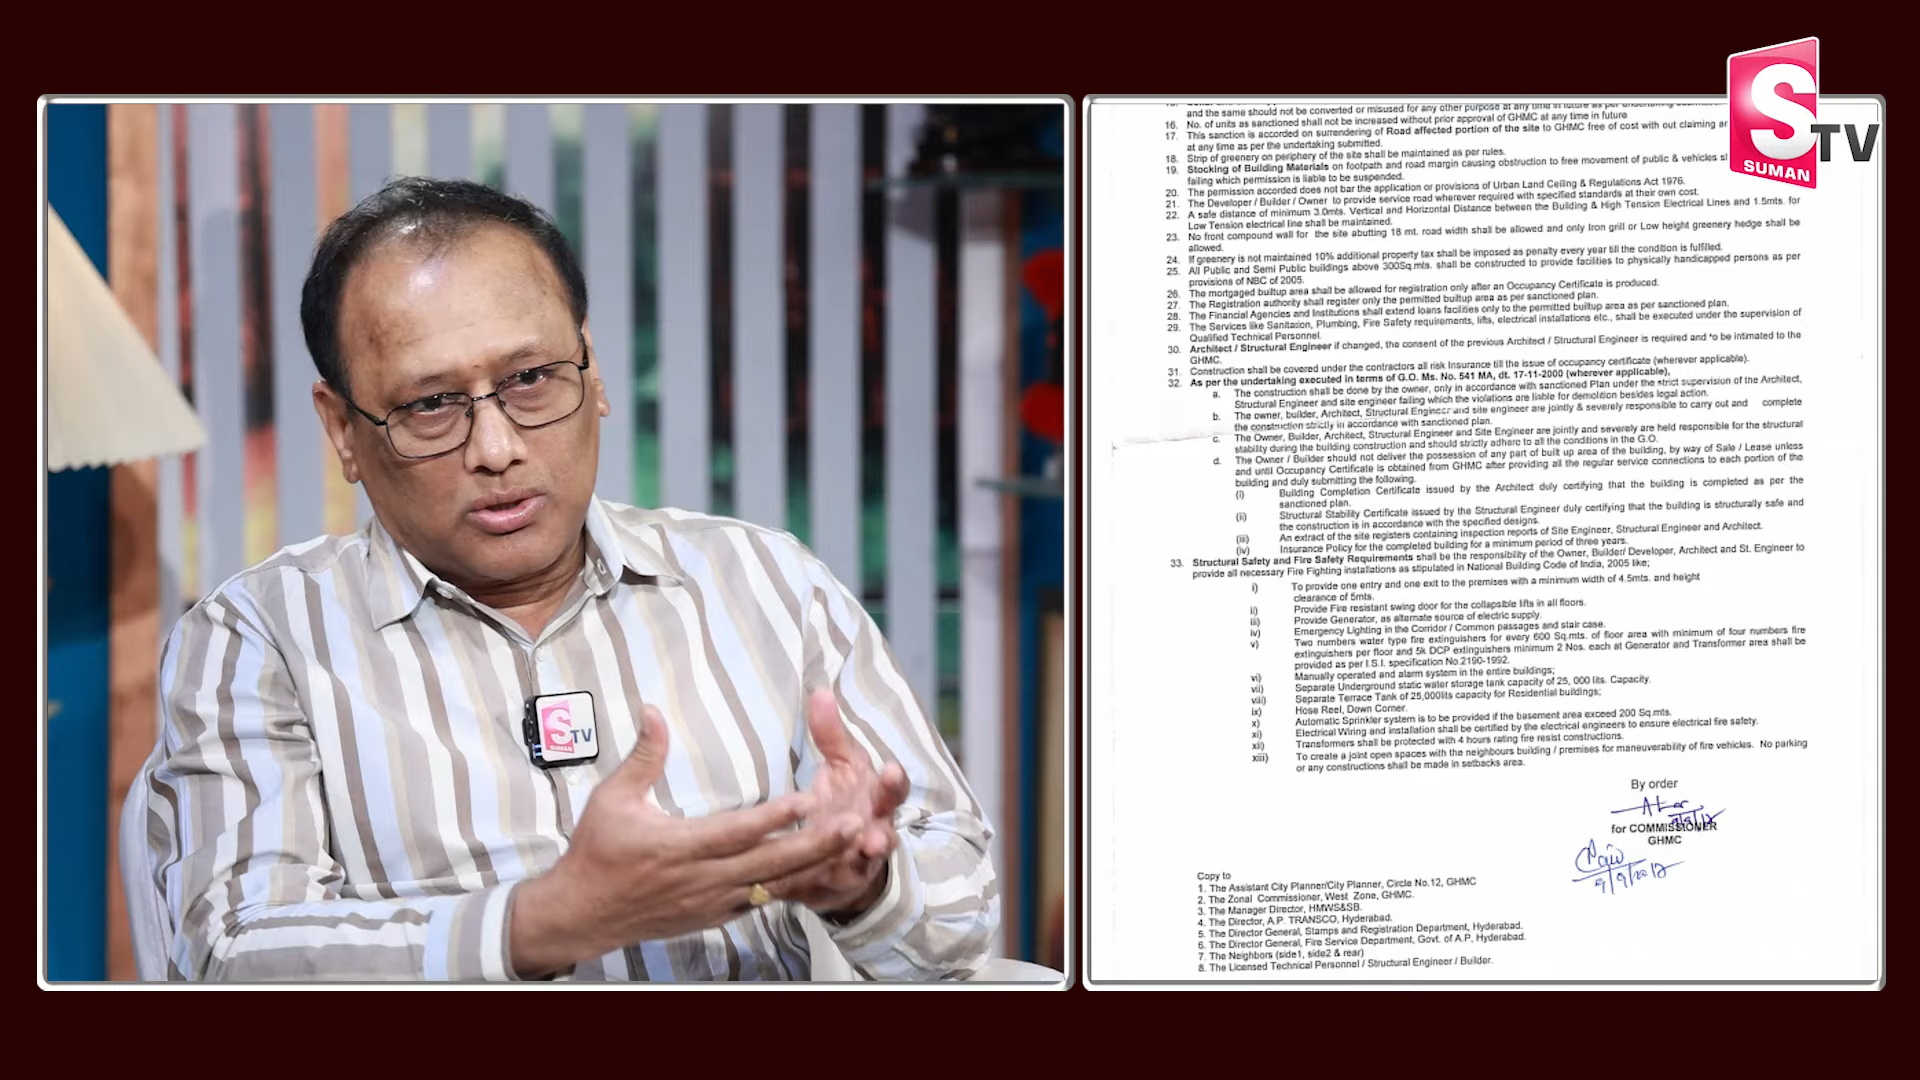 S
TV
SUMAN
S
TV
SUMAN
and the same should not be converted or misused for any other purpose at any time in future as per
16. No. of units as sanctioned shall not be increased without prior approval of GHMC at any time in future
17. This sanction is accorded on surrendering of Road affected portion of the site to GHMC free of cost with out claiming
at any time as per the undertaking submitted.
18. Strip of greenery on periphery of the site shall be maintained as per rules.
19. Stocking of Building Materials on footpath and road margin causing obstruction to free movement of public & vehicles
failing which permission is liable to be suspended.
20. The permission accorded does not bar the application or provisions of Urban Land Ceiling & Regulations Act 1976.
21. The Developer / Builder / Owner to provide service road wherever required with specified standards at their own cost.
22. A safe distance of minimum 3.0mts. Vertical and Horizontal Distance between the Building & High Tension Electrical Lines and 1.5mts. for
Low Tension electrical line shall be maintained.
23. No front compound wall for the site abutting 18 mt. road width shall be allowed and only Iron grill or Low height greenery hedge shall be
allowed.
24. If greenery is not maintained 10% additional property tax shall be imposed as penalty every year till the condition is fulfilled.
25. All Public and Semi Public buildings above 300Sq.mts. shall be constructed to provide facilities to physically handicapped persons as per
provisions of NBC of 2005.
26. The mortgaged builtup area shall be allowed for registration only after an Occupancy Certificate is produced.
27. The Registration authority shall register only the permitted builtup area as per sanctioned plan.
28. The Financial Agencies and Institutions shall extend loans facilities only to the permitted builtup area as per sanctioned plan.
29. The Services like Sanitation, Plumbing, Fire Safety requirements, lifts, electrical installations etc., shall be executed under the supervision of
Qualified Technical Personnel.
30. Architect / Structural Engineer if changed, the consent of the previous Architect / Structural Engineer is required and to be intimated to the
GHMC.
31. Construction shall be covered under the contractors all risk Insurance till the issue of occupancy certificate (wherever applicable).
32. As per the undertaking executed in terms of G.O. Ms. No. 541 MA, dt. 17-11-2000 (wherever applicable),
a. The construction shall be done by the owner, only in accordance with sanctioned Plan under the strict supervision of the Architect,
Structural Engineer and site engineer failing which the violations are liable for demolition besides legal action.
b. The owner, builder, Architect, Structural Engineer and site engineer are jointly & severely responsible to carry out and complete
the construction strictly in accordance with sanctioned plan.
c. The Owner, Builder, Architect, Structural Engineer and Site Engineer are jointly and severely are held responsible for the structural
stability during the building construction and should strictly adhere to all the conditions in the G.O.
d. The Owner / Builder should not deliver the possession of any part of built up area of the building, by way of Sale / Lease unless
and until Occupancy Certificate is obtained from GHMC after providing all the regular service connections to each portion of the
building and duly submitting the following.
(i) Building Completion Certificate issued by the Architect duly certifying that the building is completed as per the
sanctioned plan.
(ii) Structural Stability Certificate issued by the Structural Engineer duly certifying that the building is structurally safe and
the construction is in accordance with the specified designs.
(iii) An extract of the site registers containing inspection reports of Site Engineer, Structural Engineer and Architect.
(iv) Insurance Policy for the completed building for a minimum period of three years.
33. Structural Safety and Fire Safety Requirements shall be the responsibility of the Owner, Builder/ Developer, Architect and St. Engineer to
provide all necessary Fire Fighting installations as stipulated in National Building Code of India, 2005 like;
i) To provide one entry and one exit to the premises with a minimum width of 4.5mts. and height
clearance of 5mts.
ii) Provide Fire resistant swing door for the collapsible lifts in all floors.
iii) Provide Generator, as alternate source of electric supply.
iv) Emergency Lighting in the Corridor / Common passages and stair case.
v) Two numbers water type fire extinguishers for every 600 Sq.mts. of floor area with minimum of four numbers fire
extinguishers per floor and 5k DCP extinguishers minimum 2 Nos. each at Generator and Transformer area shall be
provided as per I.S.I. specification No.2190-1992.
vi) Manually operated and alarm system in the entire buildings;
vii) Separate Underground static water storage tank capacity of 25, 000 lits. Capacity.
viii) Separate Terrace Tank of 25,000lits capacity for Residential buildings;
ix) Hose Reel, Down Corner.
x) Automatic Sprinkler system is to be provided if the basement area exceed 200 Sq.mts.
xi) Electrical Wiring and installation shall be certified by the electrical engineers to ensure electrical fire safety.
xii) Transformers shall be protected with 4 hours rating fire resist constructions.
xiii) To create a joint open spaces with the neighbours building / premises for maneuverability of fire vehicles. No parking
or any constructions shall be made in setbacks area.
By order
for COMMISSIONER
GHMC
Copy to
1. The Assistant City Planner/City Planner, Circle No.12, GHMC
2. The Zonal Commissioner, West Zone, GHMC.
3. The Manager Director, HMWS&SB.
4. The Director, A.P. TRANSCO, Hyderabad.
5. The Director General, Stamps and Registration Department, Hyderabad.
6. The Director General, Fire Service Department, Govt. of A.P, Hyderabad.
7. The Neighbors (side1, side2 & rear)
8. The Licensed Technical Personnel / Structural Engineer / Builder.